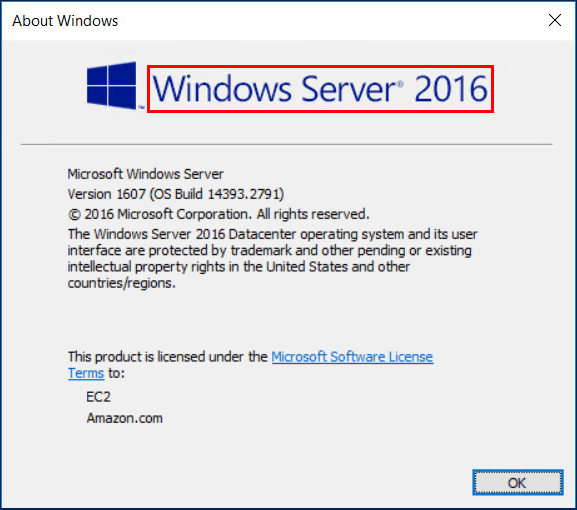 About Windows
Windows Server® 2016
Microsoft Windows Server
Version 1607 (OS Build 14393.2791)
© 2016 Microsoft Corporation. All rights reserved.
The Windows Server 2016 Datacenter operating system and its user
interface are protected by trademark and other pending or existing
intellectual property rights in the United States and other
countries/regions.
This product is licensed under the Microsoft Software License
Terms to:
EC2
Amazon.com
OK